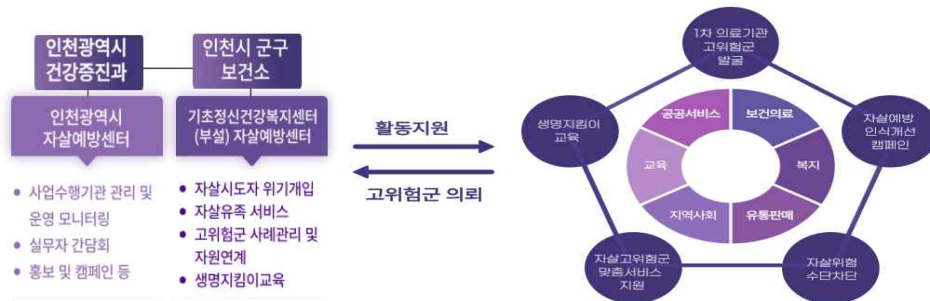 인천광역시
건강증진과
인천시 군구
보건소
인천광역시
자살예방센터
기초정신건강복지센터
(부설) 자살예방센터
• 사업수행기관 관리 및
운영 모니터링
• 실무자 간담회
• 홍보 및 캠페인 등
• 자살시도자 위기개입
• 자살유족 서비스
• 고위험군 사례관리 및
자원연계
• 생명지킴이교육
활동지원
고위험군 의뢰
1차 의료기관
고위험군
발굴
생명지킴이
교육
자살예방
인식개선
캠페인
공공서비스
보건의료
교육
복지
지역사회
유통판매
자살고위험군
맞춤서비스
지원
자살위험
수단차단